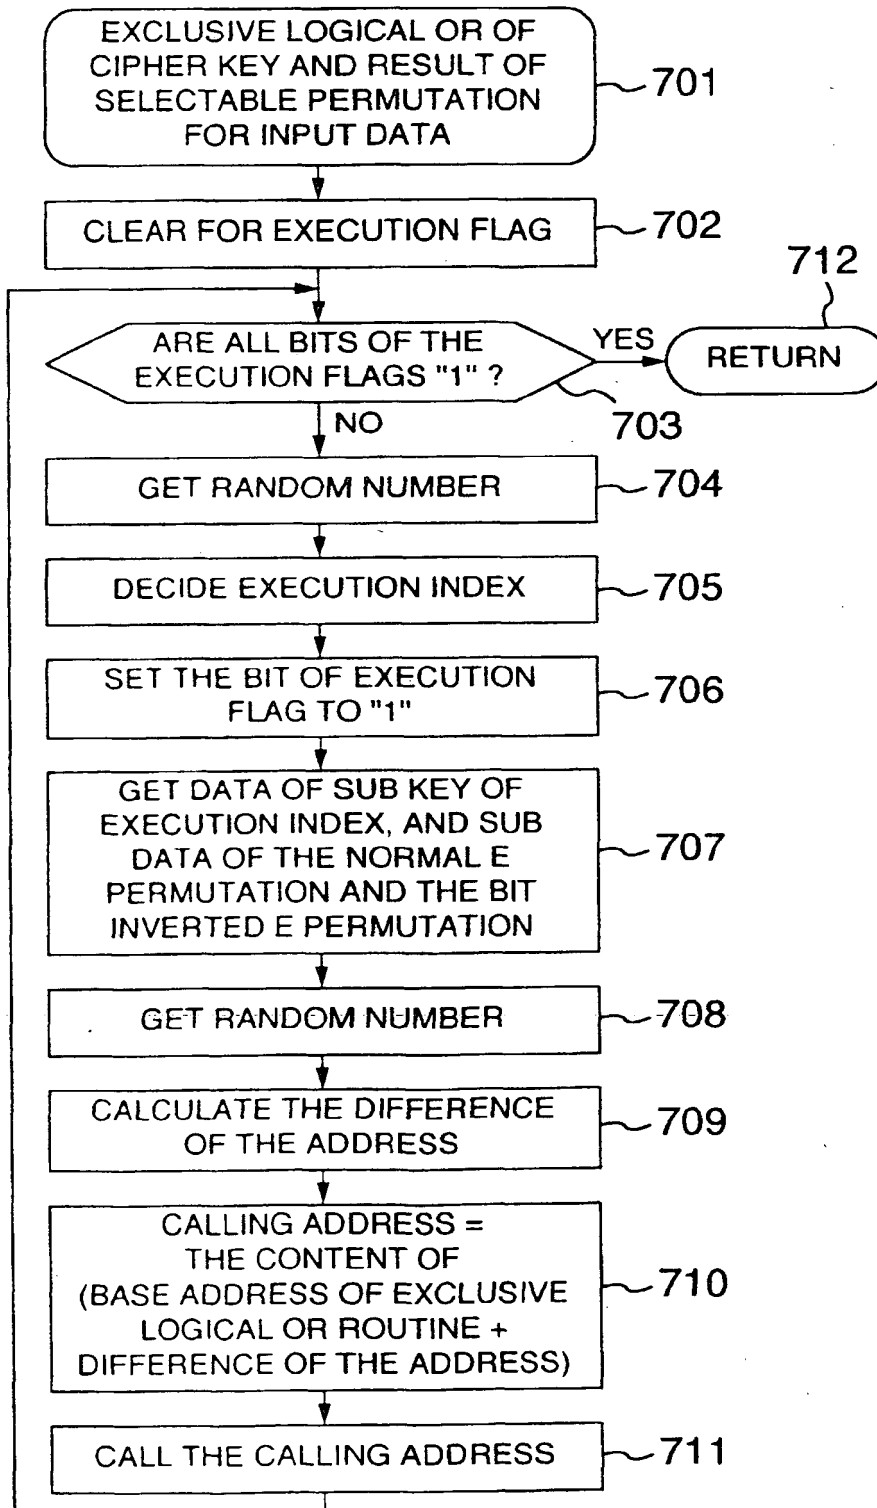 EXCLUSIVE LOGICAL OR OF
CIPHER KEY AND RESULT OF
SELECTABLE PERMUTATION
FOR INPUT DATA
701
CLEAR FOR EXECUTION FLAG
702
712
ARE ALL BITS OF THE
EXECUTION FLAGS "1" ?
YES
RETURN
703
NO
GET RANDOM NUMBER
704
DECIDE EXECUTION INDEX
705
SET THE BIT OF EXECUTION
FLAG TO "1"
706
GET DATA OF SUB KEY OF
EXECUTION INDEX, AND SUB
DATA OF THE NORMAL E
PERMUTATION AND THE BIT
INVERTED E PERMUTATION
707
GET RANDOM NUMBER
708
CALCULATE THE DIFFERENCE
OF THE ADDRESS
709
CALLING ADDRESS =
THE CONTENT OF
(BASE ADDRESS OF EXCLUSIVE
LOGICAL OR ROUTINE +
DIFFERENCE OF THE ADDRESS)
710
CALL THE CALLING ADDRESS
711